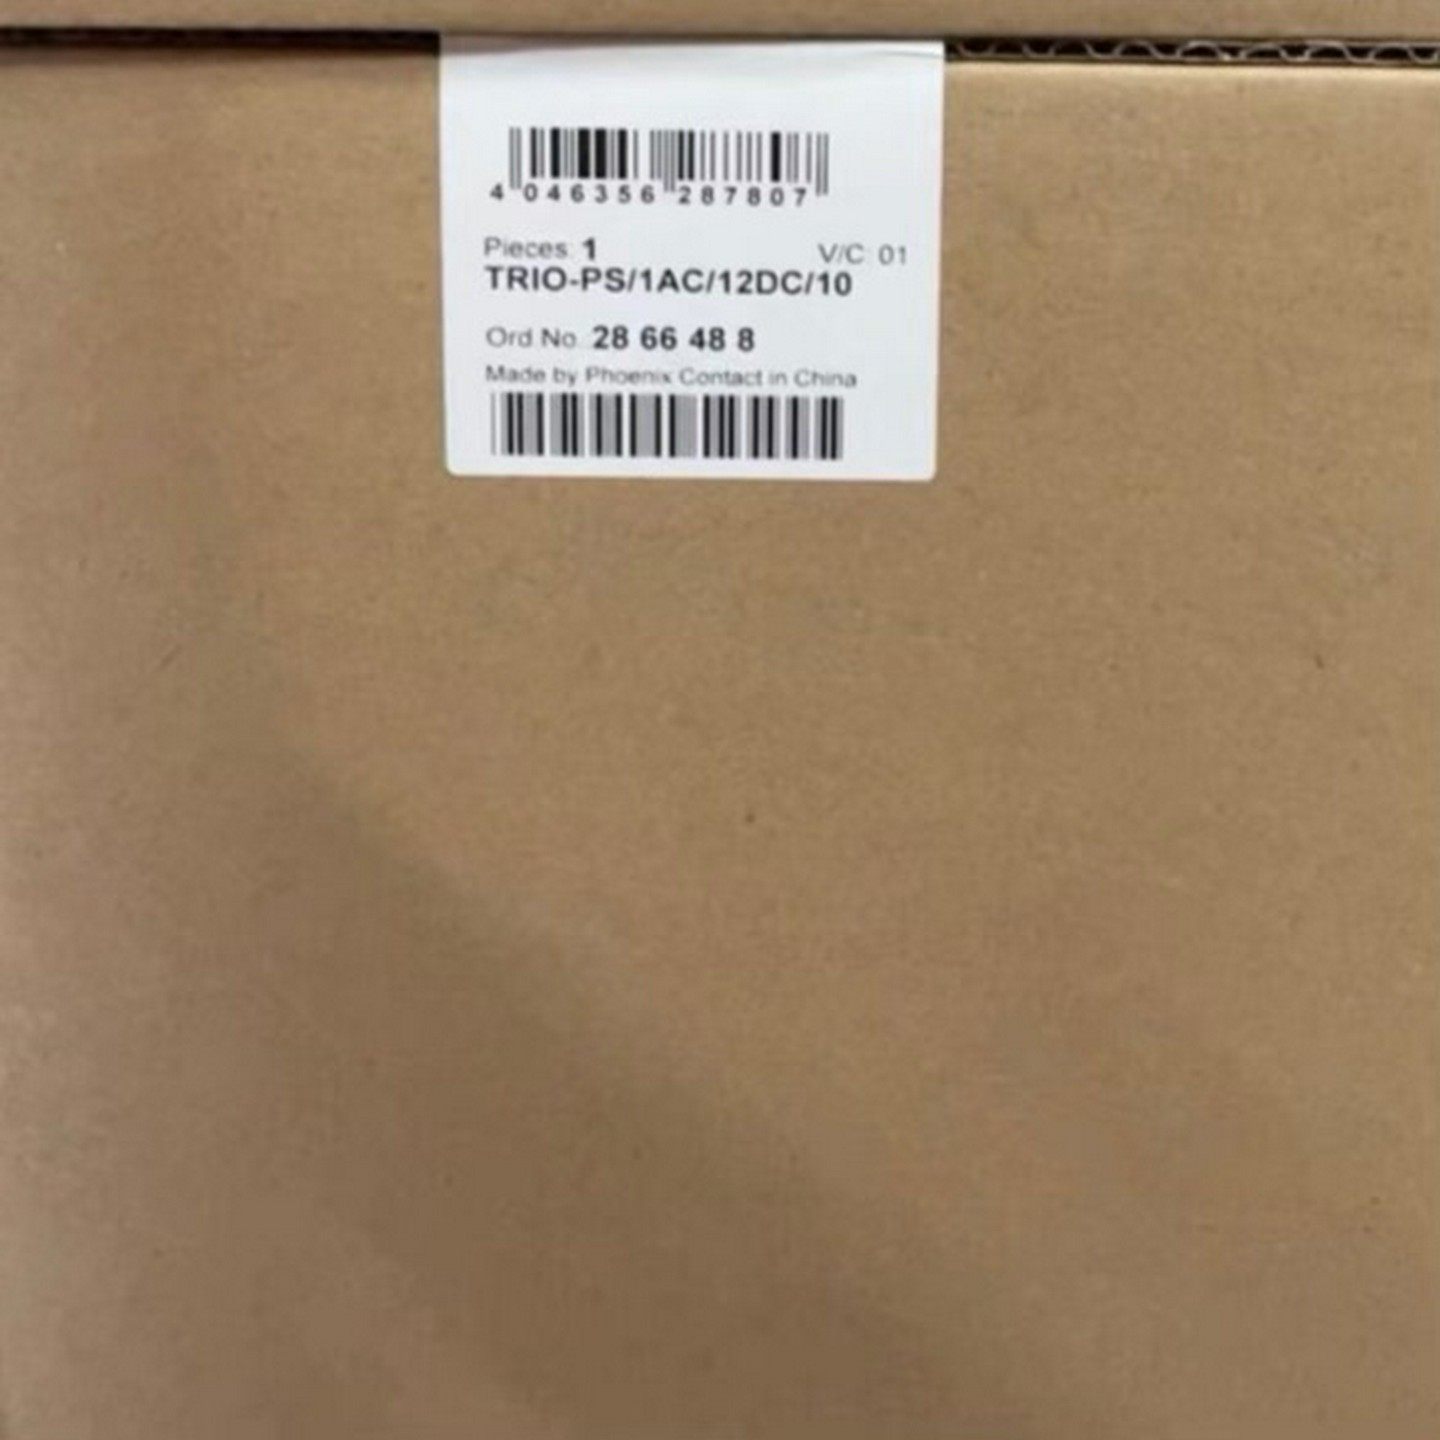 4 046356 287807
Pieces: 1 V/C: 01
TRIO-PS/1AC/12DC/10
Ord No. 28 66 48 8
Made by Phoenix Contact in China